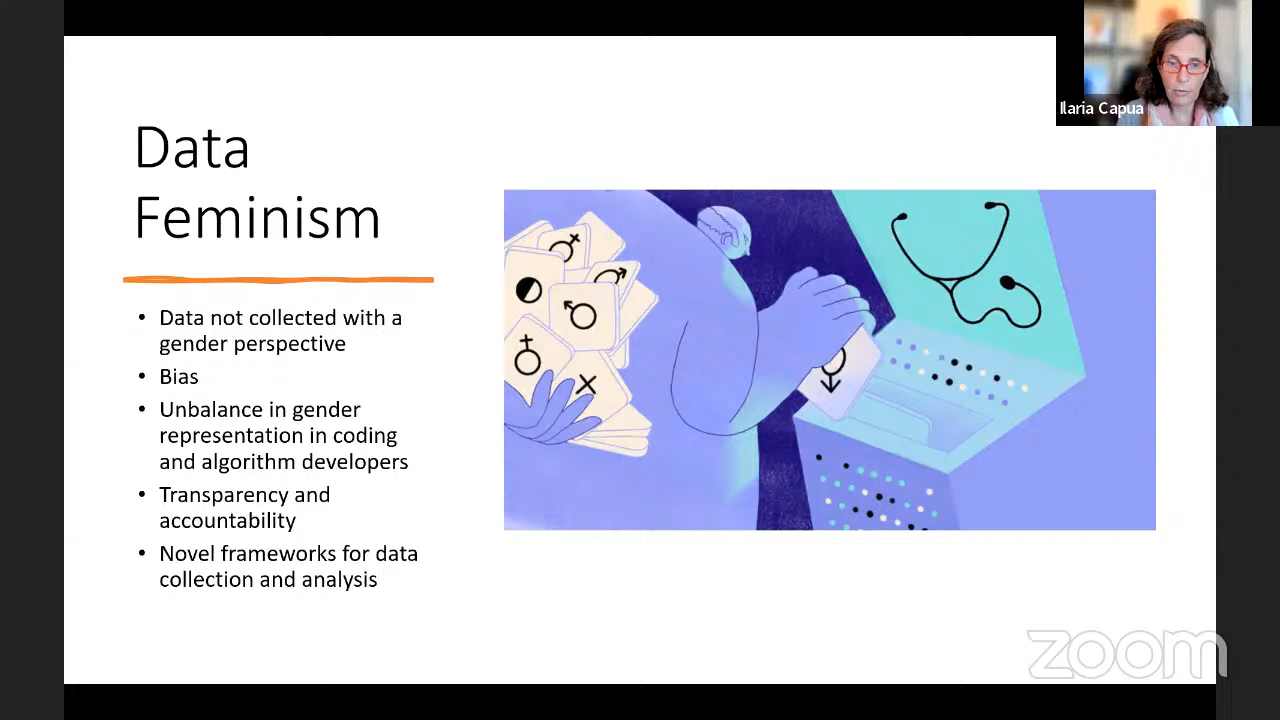 Ilaria Capua
Data
Feminism
• Data not collected with a
gender perspective
• Bias
• Unbalance in gender
representation in coding
and algorithm developers
• Transparency and
accountability
• Novel frameworks for data
collection and analysis
zoom